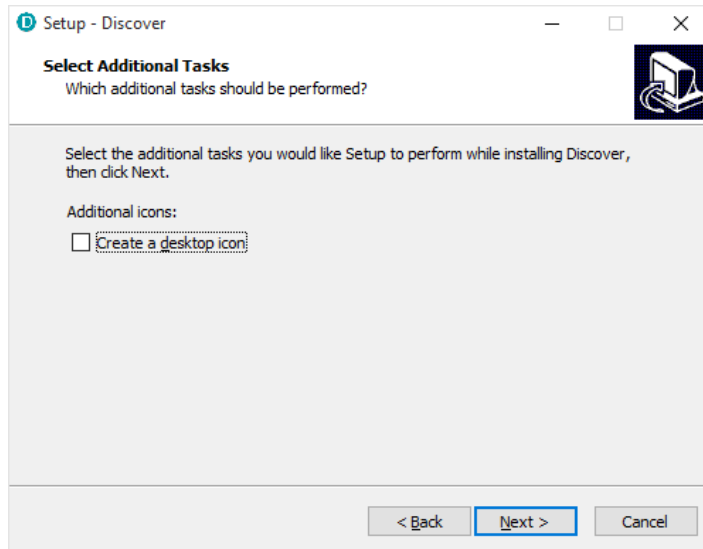 D Setup - Discover
Select Additional Tasks
Which additional tasks should be performed?
Select the additional tasks you would like Setup to perform while installing Discover,
then click Next.
Additional icons:
Create a desktop icon
< Back Next > Cancel